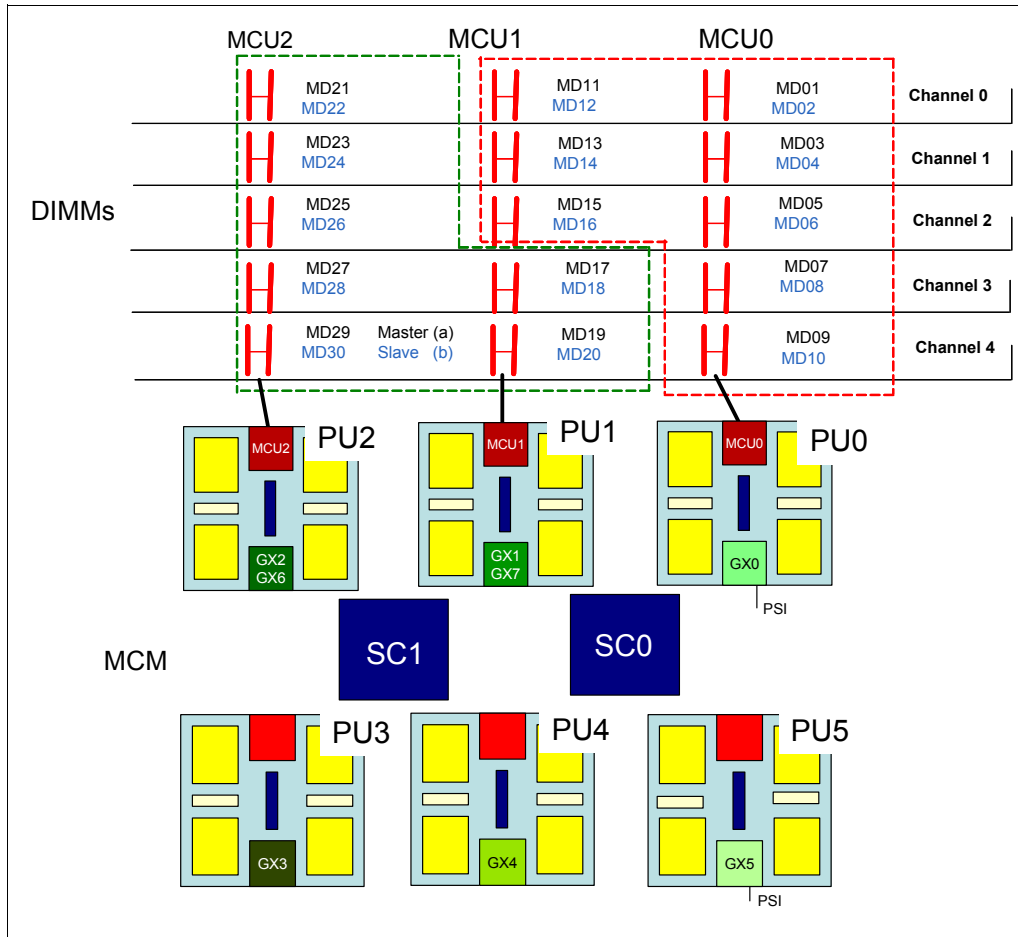 MCU2 MCU1 MCU0
MD21 MD11 MD01 Channel 0
MD22 MD12 MD02
MD23 MD13 MD03 Channel 1
MD24 MD14 MD04
DIMMs
MD25 MD15 MD05 Channel 2
MD26 MD16 MD06
MD27 MD17 MD07 Channel 3
MD28 MD18 MD08
MD29 Master (a) MD19 MD09 Channel 4
MD30 Slave (b) MD20 MD10
MCU2 PU2 MCU1 PU1 MCU0 PU0
GX2 GX1 GX0
GX6 GX7
PSI
SC1 SC0
MCM
PU3 PU4 PU5
GX3 GX4 GX5
PSI